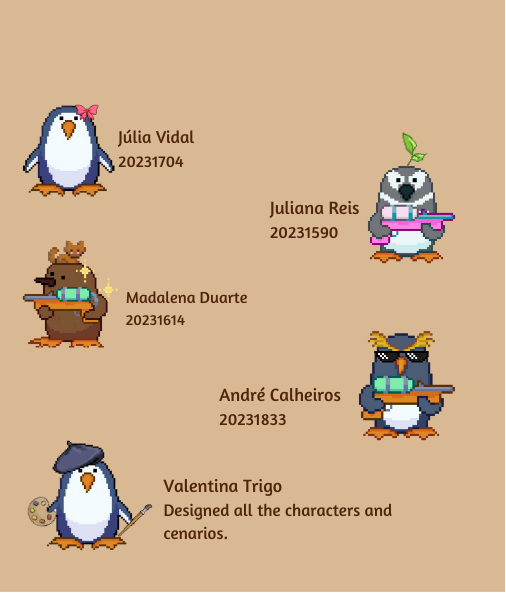 Júlia Vidal
20231704
Juliana Reis
20231590
Madalena Duarte
20231614
André Calheiros
20231833
Valentina Trigo
Designed all the characters and
cenarios.